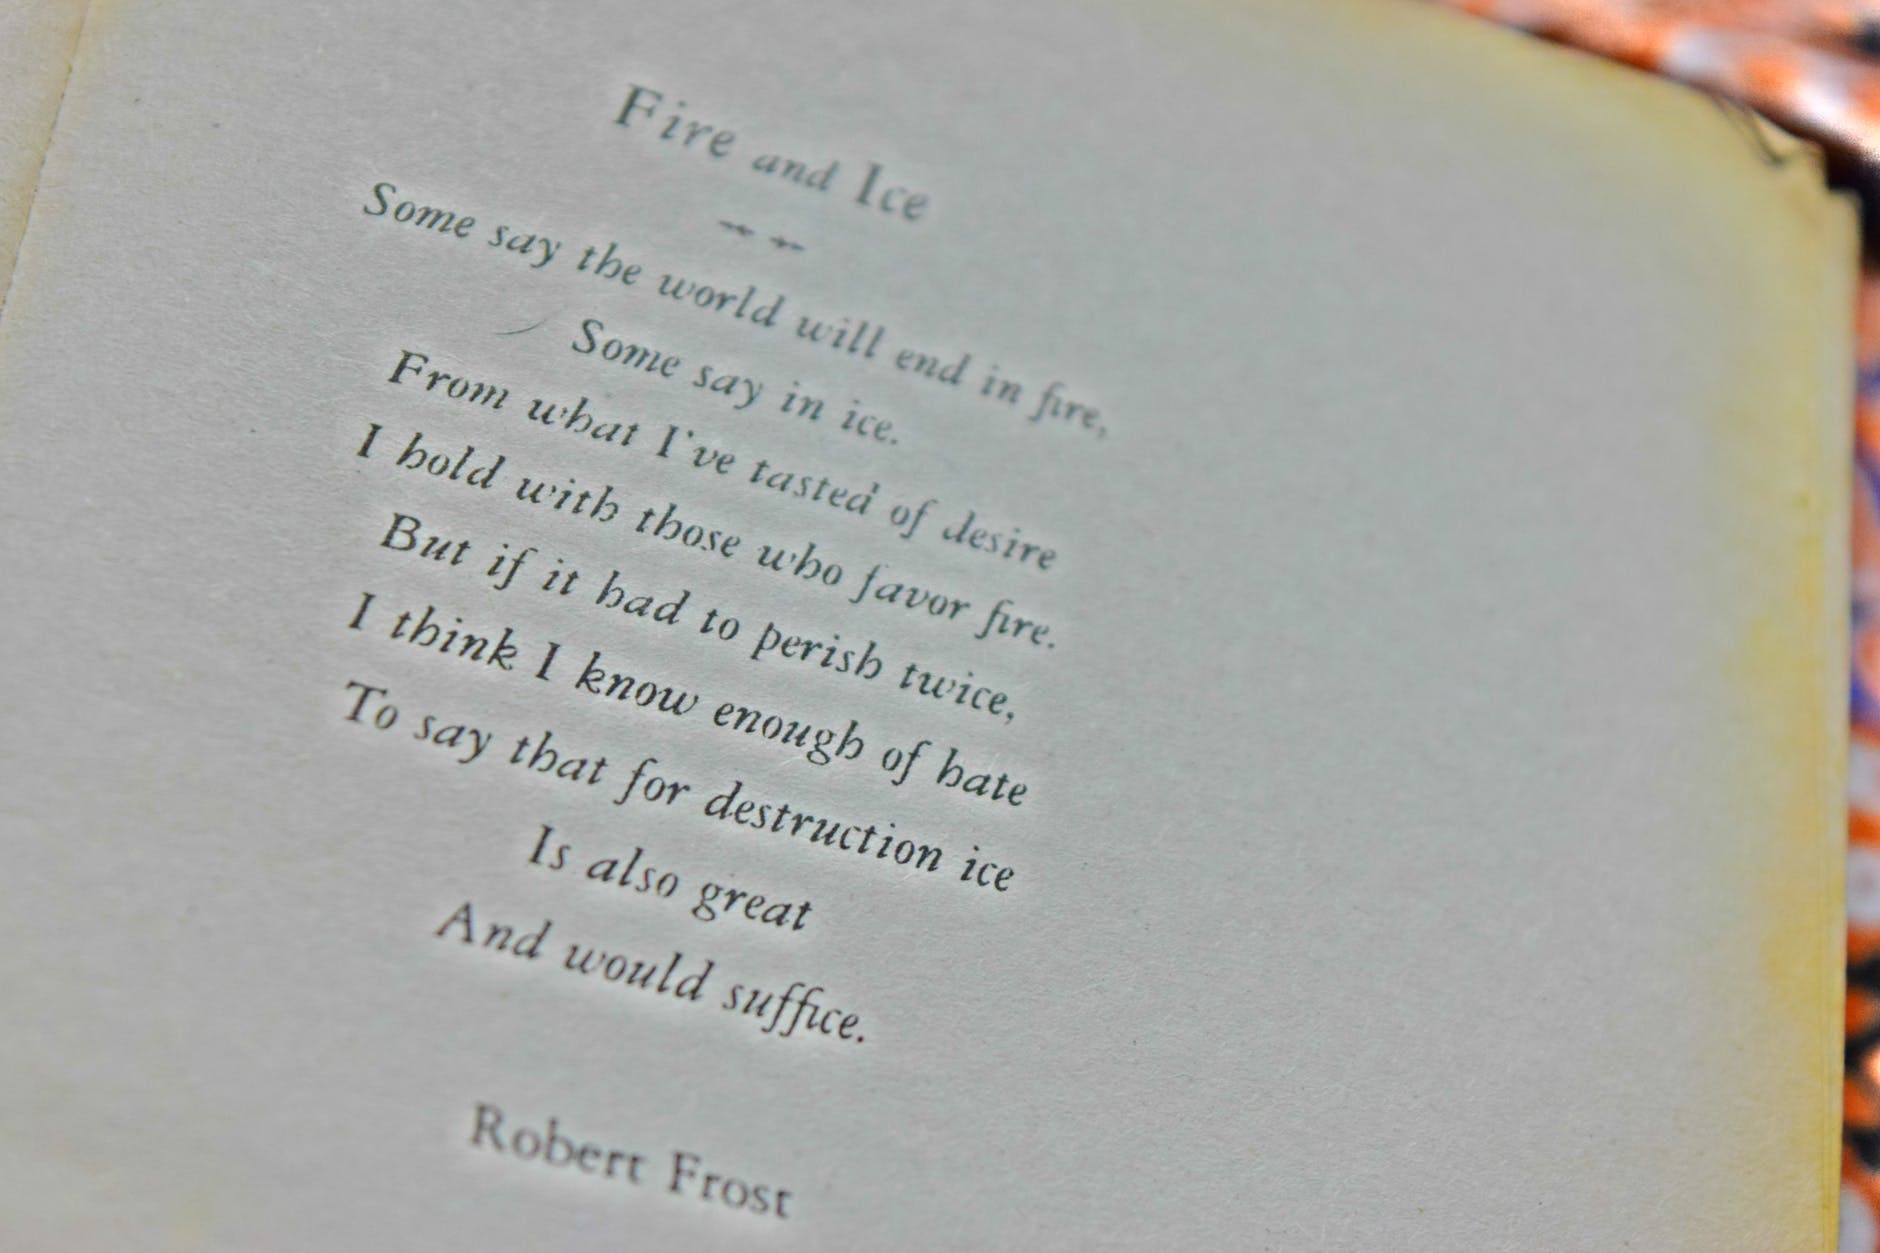 Fire and Ice
Some say the world will end in fire,
Some say in ice.
From what I've tasted of desire
I hold with those who favor fire.
But if it had to perish twice,
I think I know enough of hate
To say that for destruction ice
Is also great
And would suffice.
Robert Frost